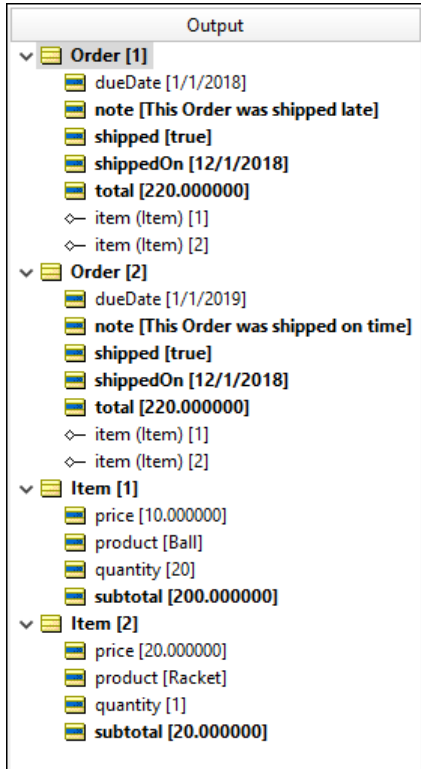 Output
Order [1]
dueDate [1/1/2018]
note [This Order was shipped late]
shipped [true]
shippedOn [12/1/2018]
total [220.000000]
item (Item) [1]
item (Item) [2]
Order [2]
dueDate [1/1/2019]
note [This Order was shipped on time]
shipped [true]
shippedOn [12/1/2018]
total [220.000000]
item (Item) [1]
item (Item) [2]
Item [1]
price [10.000000]
product [Ball]
quantity [20]
subtotal [200.000000]
Item [2]
price [20.000000]
product [Racket]
quantity [1]
subtotal [20.000000]